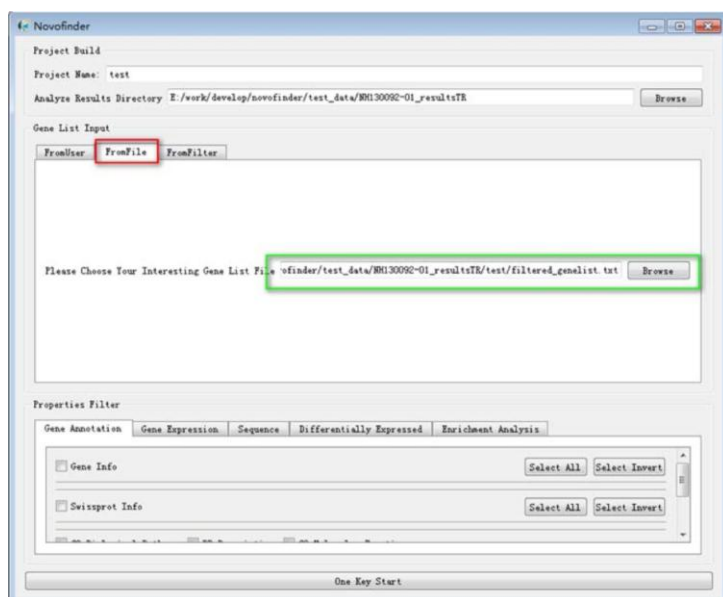 Novofinder
Project Build
Project Name: test
Analyze Results Directory E:/work/develop/novofinder/test_data/NH130092-01_resultsTR Browse
Gene List Input
FromUser FromFile FromFilter
Please Choose Your Interesting Gene List File ofinder/test_data/NH130092-01_resultsTR/test/filtered_genelist.txt Browse
Properties Filter
Gene Annotation Gene Expression Sequence Differentially Expressed Enrichment Analysis
Gene Info Select All Select Invert
Swissprot Info Select All Select Invert
One Key Start